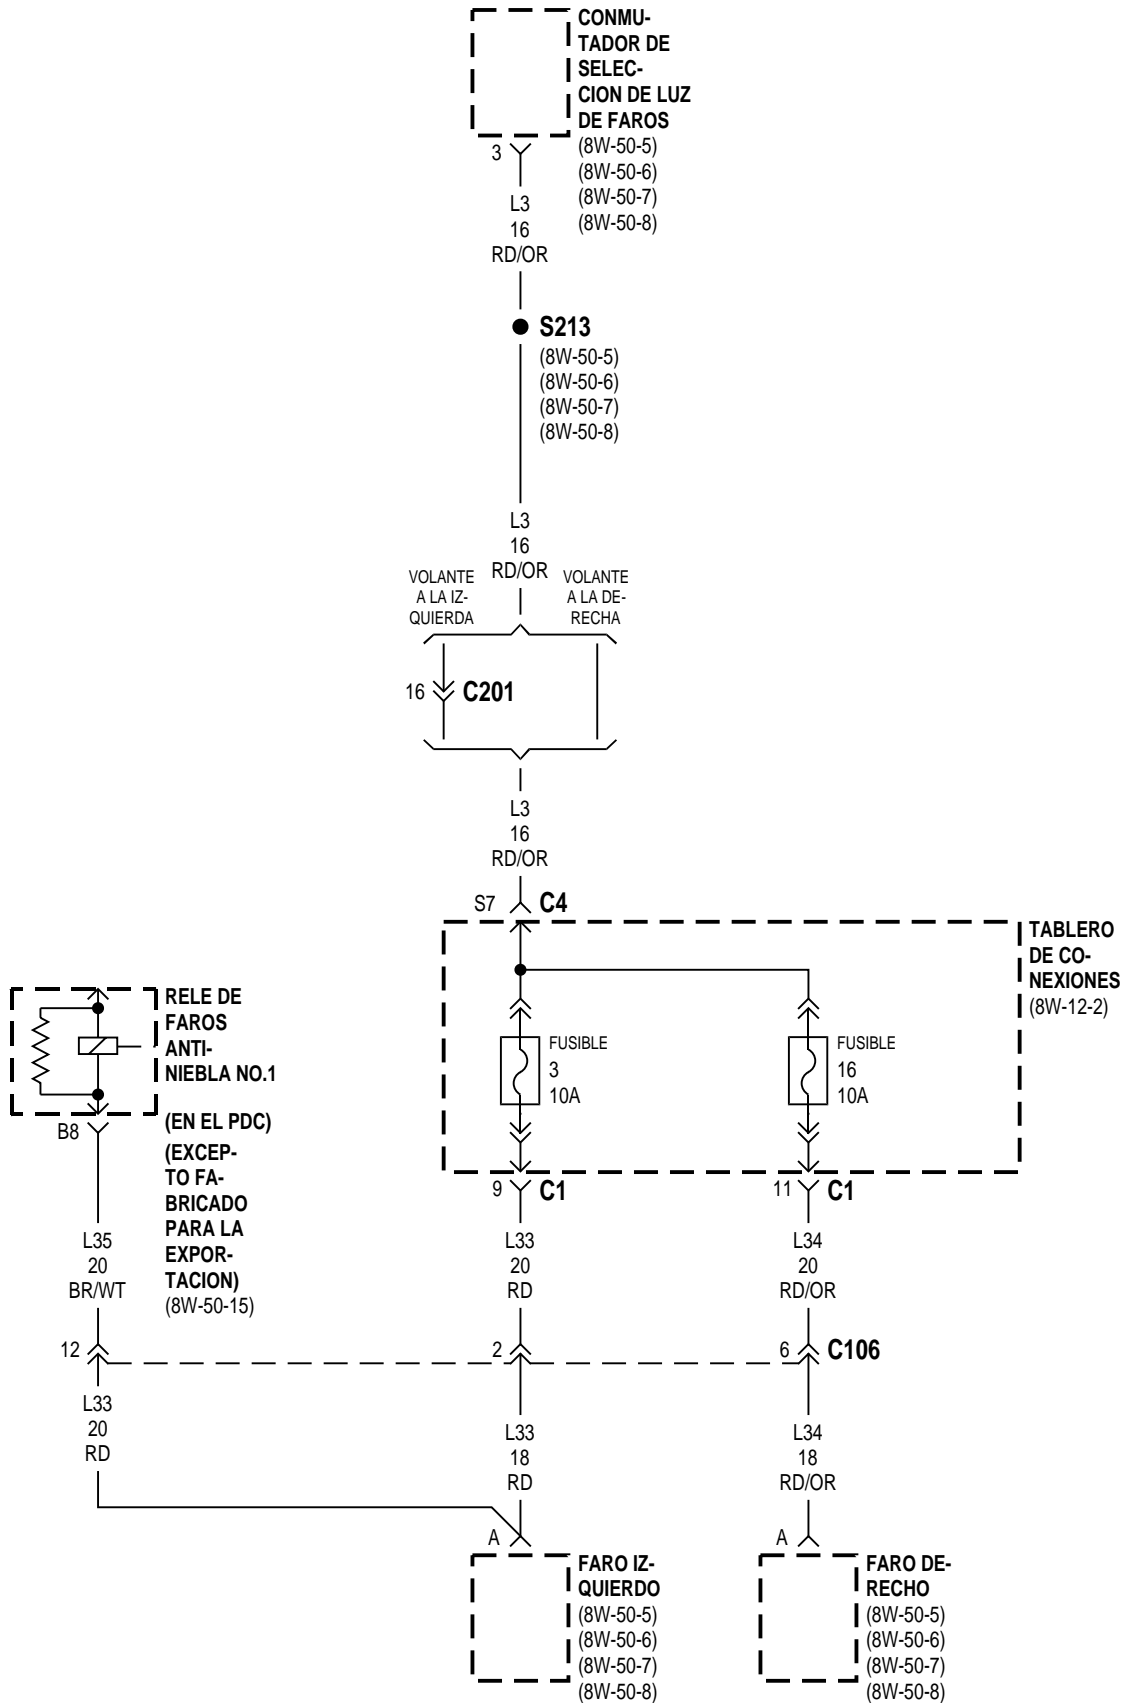 CONMU-
TADOR DE
SELEC-
CION DE LUZ
DE FAROS
(8W-50-5)
(8W-50-6)
(8W-50-7)
(8W-50-8)
3
L3
16
RD/OR
S213
(8W-50-5)
(8W-50-6)
(8W-50-7)
(8W-50-8)
L3
16
RD/OR
VOLANTE
A LA IZ-
QUIERDA
VOLANTE
A LA DE-
RECHA
16
C201
L3
16
RD/OR
S7
C4
TABLERO
DE CO-
NEXIONES
(8W-12-2)
RELE DE
FAROS
ANTI-
NIEBLA NO.1
(EN EL PDC)
(EXCEP-
TO FA-
BRICADO
PARA LA
EXPOR-
TACION)
(8W-50-15)
FUSIBLE
3
10A
FUSIBLE
16
10A
B8
9
C1
11
C1
L35
20
BR/WT
L33
20
RD
L34
20
RD/OR
12
2
6
C106
L33
20
RD
L33
18
RD
L34
18
RD/OR
A
A
FARO IZ-
QUIERDO
(8W-50-5)
(8W-50-6)
(8W-50-7)
(8W-50-8)
FARO DE-
RECHO
(8W-50-5)
(8W-50-6)
(8W-50-7)
(8W-50-8)